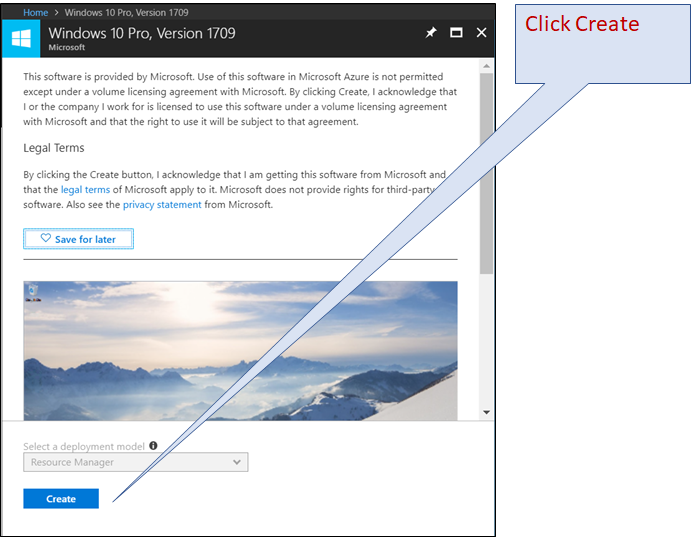 Home > Windows 10 Pro, Version 1709
Windows 10 Pro, Version 1709
Microsoft
Click Create
This software is provided by Microsoft. Use of this software in Microsoft Azure is not permitted
except under a volume licensing agreement with Microsoft. By clicking Create, I acknowledge that
I or the company I work for is licensed to use this software under a volume licensing agreement
with Microsoft and that the right to use it will be subject to that agreement.
Legal Terms
By clicking the Create button, I acknowledge that I am getting this software from Microsoft and
that the legal terms of Microsoft apply to it. Microsoft does not provide rights for third-party
software. Also see the privacy statement from Microsoft.
Save for later
Select a deployment model
Resource Manager
Create